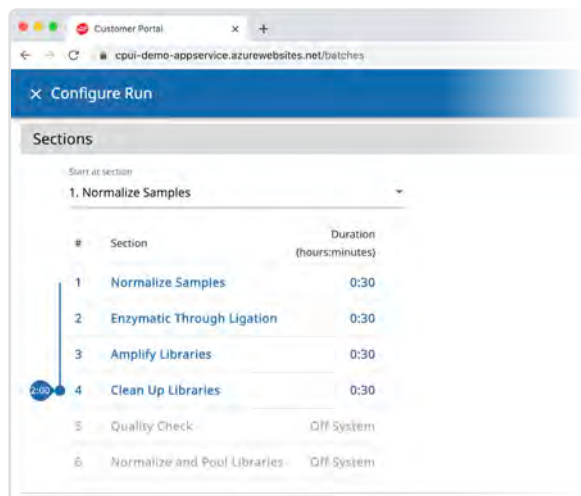 Customer Portal
cpui-demo-appservice.azurewebsites.net/batches
Configure Run
Sections
Start at section
1. Normalize Samples
# Section Duration
(hours:minutes)
1 Normalize Samples 0:30
2 Enzymatic Through Ligation 0:30
3 Amplify Libraries 0:30
2:00 4 Clean Up Libraries 0:30
5 Quality Check Off System
6 Normalize and Pool Libraries Off System